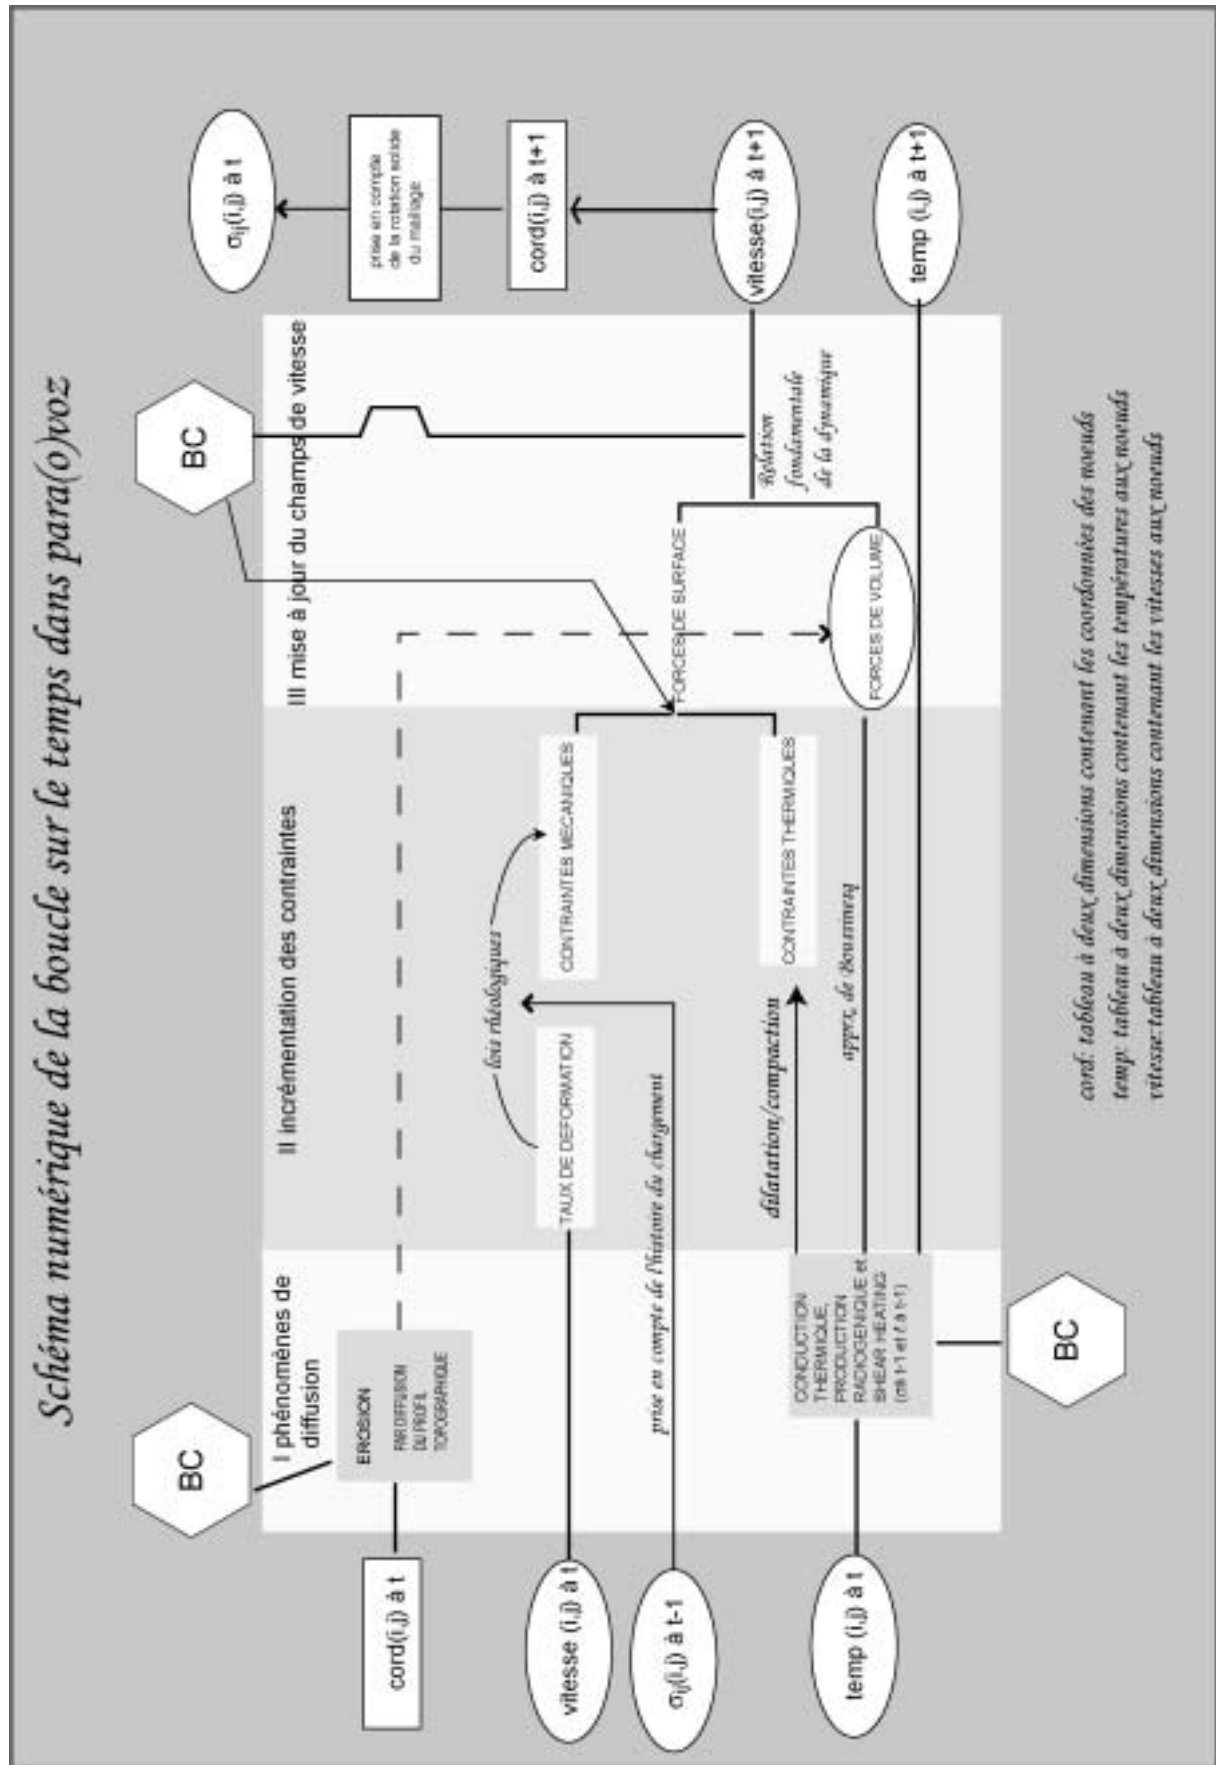 Schéma numérique de la boucle sur le temps dans para(o)voz
BC
BC
I phénomènes de
diffusion
II incrémentation des contraintes
III mise à jour du champs de vitesse
cord(i,j) à t
EROSION
PAR DIFFUSION
DU PROFIL
TOPOGRAPHIQUE
vitesse (i,j) à t
TAUX DE DEFORMATION
lois rhéologiques
CONTRAINTES MECANIQUES
σij(i,j) à t-1
prise en compte de l'histoire du chargement
temp (i,j) à t
CONDUCTION
THERMIQUE,
PRODUCTION
RADIOGENIQUE et
SHEAR HEATING
dilatation/compaction
CONTRAINTES THERMIQUES
apprx. de Boussinesq
FORCES DE SURFACE
FORCES DE VOLUME
Relation
fondamentale
de la dynamique
σij(i,j) à t
prise en compte
de la rotation solide
du maillage
cord(i,j) à t+1
vitesse(i,j) à t+1
temp (i,j) à t+1
BC
cord: tableau à deux dimensions contenant les coordonnées des noeuds
temp: tableau à deux dimensions contenant les températures aux noeuds
vitesse:tableau à deux dimensions contenant les vitesses aux noeuds